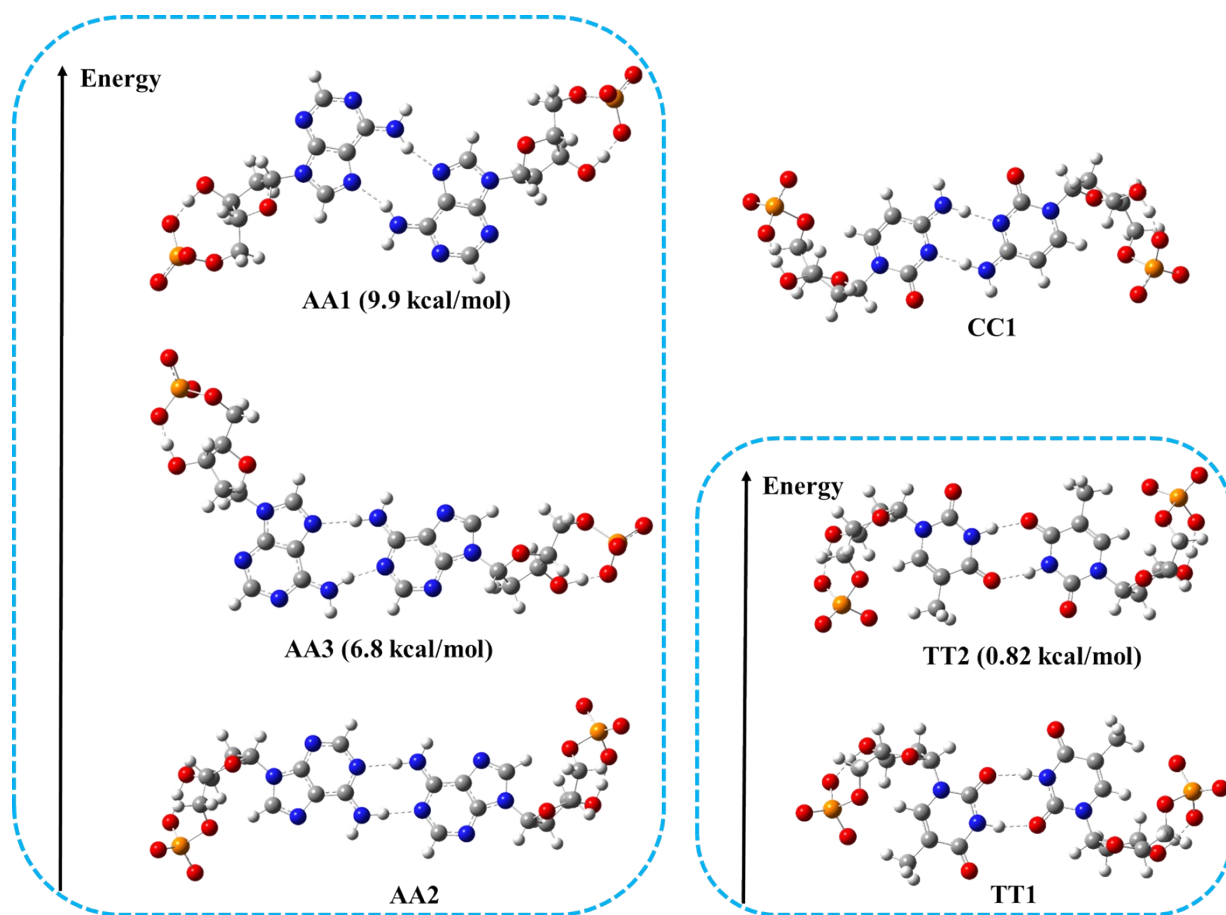 Energy
AA1 (9.9 kcal/mol)
CC1
AA3 (6.8 kcal/mol)
Energy
TT2 (0.82 kcal/mol)
AA2
TT1